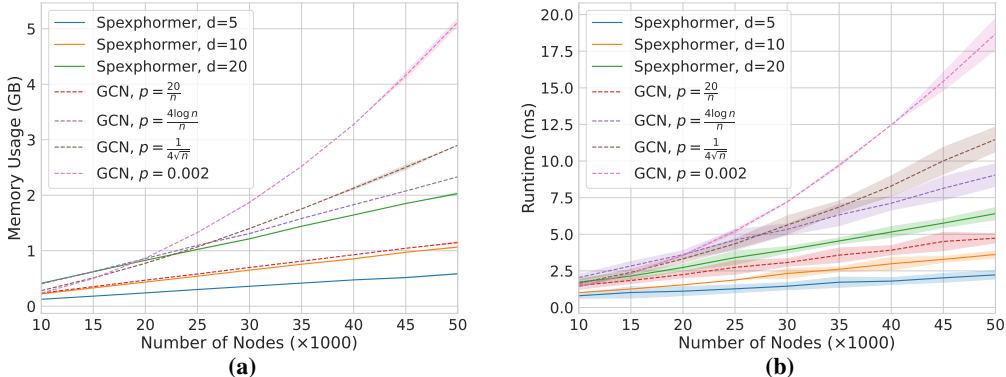 Memory Usage (GB)
5
4
3
2
1
0
Spexphormer, d=5
Spexphormer, d=10
Spexphormer, d=20
GCN, p = 20/n
GCN, p = 4log n/n
GCN, p = 1/4√n
GCN, p = 0.002
10 15 20 25 30 35 40 45 50
Number of Nodes (×1000)
(a)
Runtime (ms)
20.0
17.5
15.0
12.5
10.0
7.5
5.0
2.5
0.0
Spexphormer, d=5
Spexphormer, d=10
Spexphormer, d=20
GCN, p = 20/n
GCN, p = 4log n/n
GCN, p = 1/4√n
GCN, p = 0.002
10 15 20 25 30 35 40 45 50
Number of Nodes (×1000)
(b)